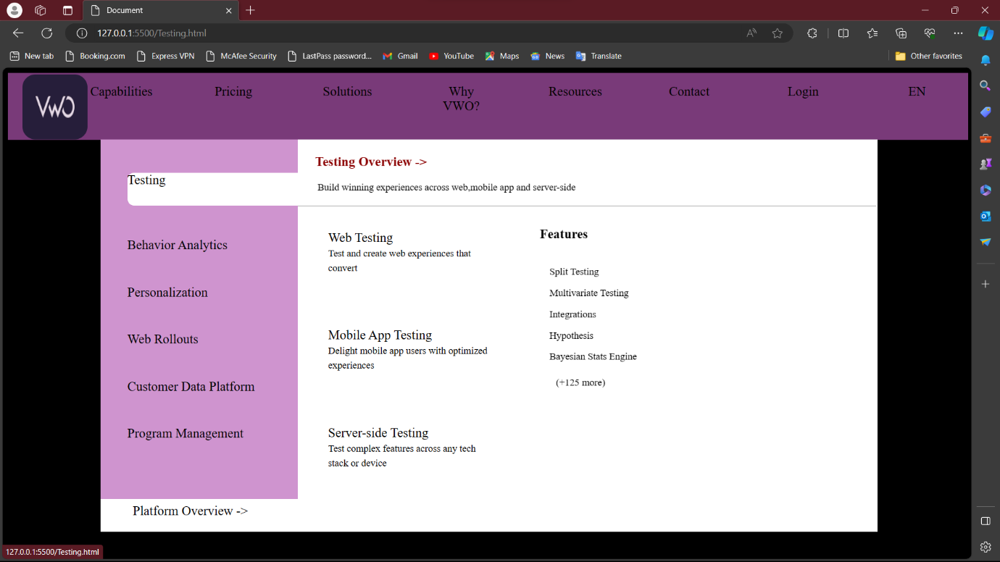 Document
127.0.0.1:5500/Testing.html
New tab Booking.com Express VPN McAfee Security LastPass password... Gmail YouTube Maps News Translate Other favorites
VWO Capabilities Pricing Solutions Why VWO? Resources Contact Login EN
Testing Overview ->
Testing
Build winning experiences across web,mobile app and server-side
Behavior Analytics
Personalization
Web Rollouts
Customer Data Platform
Program Management
Platform Overview ->
Web Testing
Test and create web experiences that
convert
Mobile App Testing
Delight mobile app users with optimized
experiences
Server-side Testing
Test complex features across any tech
stack or device
Features
Split Testing
Multivariate Testing
Integrations
Hypothesis
Bayesian Stats Engine
(+125 more)
127.0.0.1:5500/Testing.html